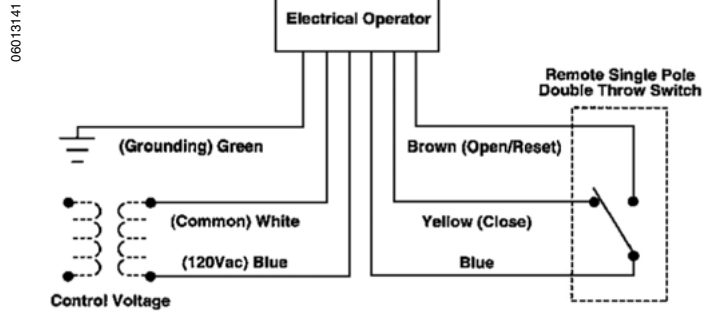 06013141
Electrical Operator
Remote Single Pole
Double Throw Switch
(Grounding) Green
Brown (Open/Reset)
(Common) White
Yellow (Close)
(120Vac) Blue
Blue
Control Voltage